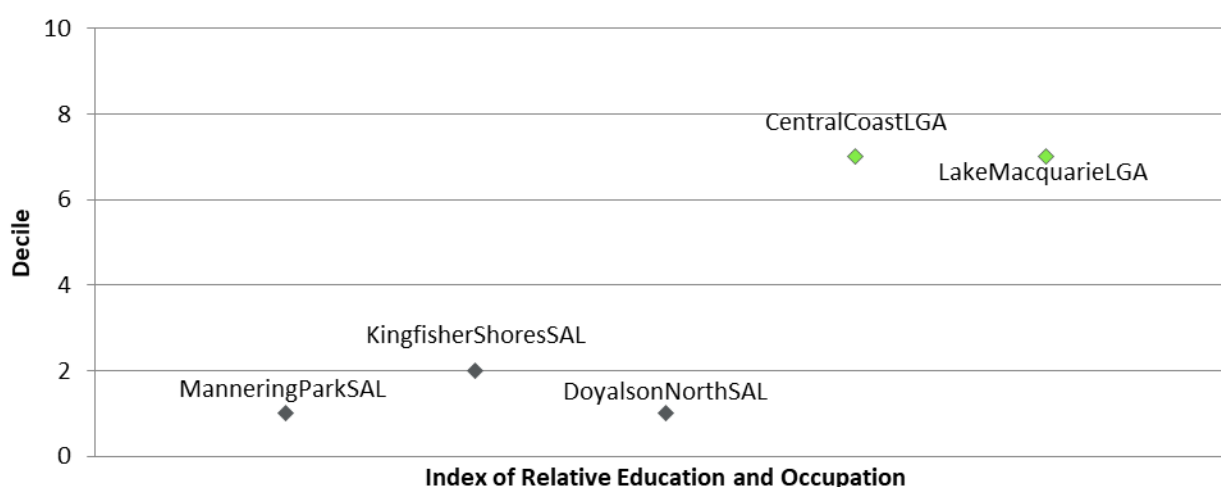 10
8
CentralCoastLGA
LakeMacquarieLGA
6
Decile
4
KingfisherShoresSAL
2
ManneringParkSAL
DoyalsonNorthSAL
0
Index of Relative Education and Occupation